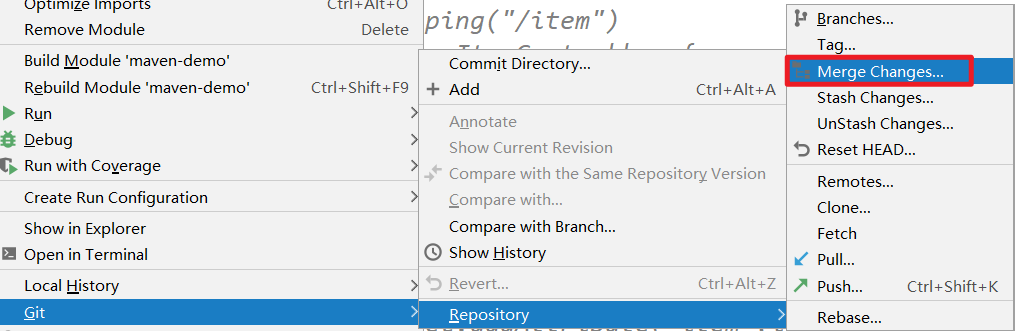 Optimize Imports Ctrl+Alt+O
Remove Module Delete
Build Module 'maven-demo'
Rebuild Module 'maven-demo' Ctrl+Shift+F9
Run
Debug
Run with Coverage
Create Run Configuration
Show in Explorer
Open in Terminal
Local History
Git
ping("/item")
Commit Directory...
Add Ctrl+Alt+A
Annotate
Show Current Revision
Compare with the Same Repository Version
Compare with...
Compare with Branch...
Show History
Revert... Ctrl+Alt+Z
Repository
Branches...
Tag...
Merge Changes...
Stash Changes...
UnStash Changes...
Reset HEAD...
Remotes...
Clone...
Fetch
Pull...
Push... Ctrl+Shift+K
Rebase...